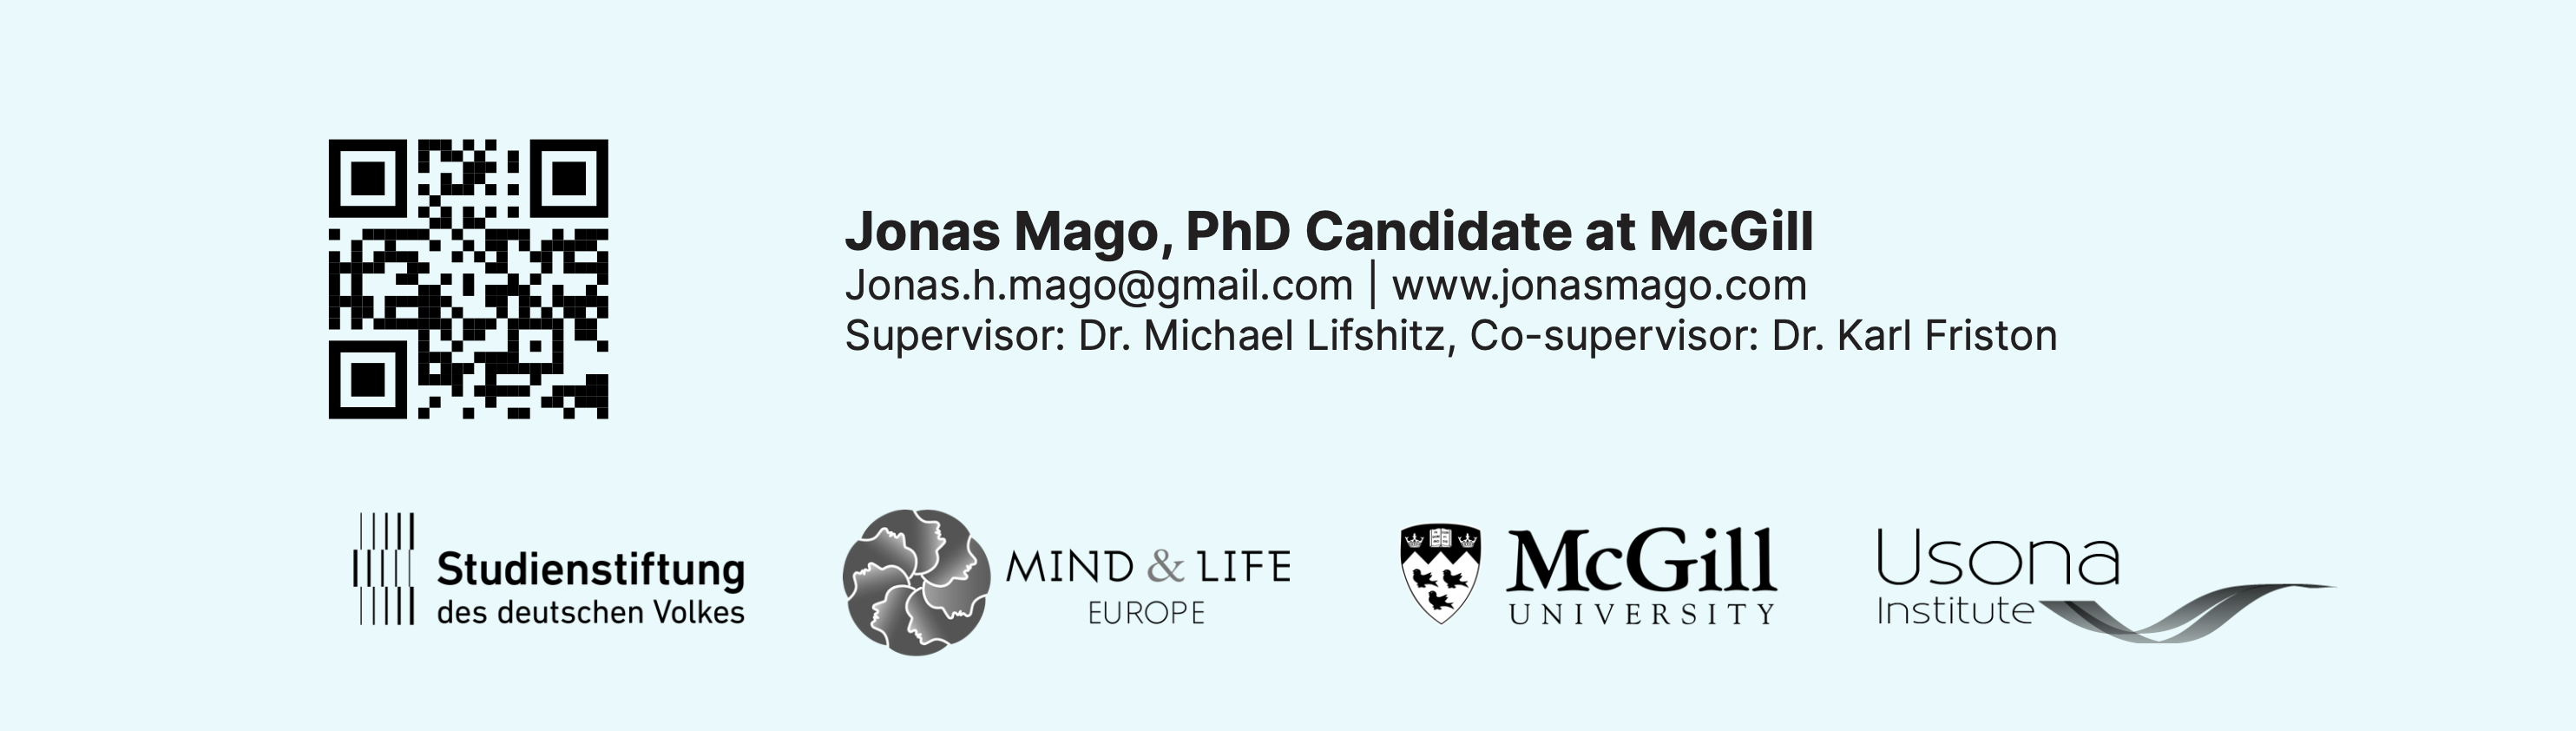 Jonas Mago, PhD Candidate at McGill
Jonas.h.mago@gmail.com | www.jonasmago.com
Supervisor: Dr. Michael Lifshitz, Co-supervisor: Dr. Karl Friston
Studienstiftung
des deutschen Volkes
MIND & LIFE
EUROPE
McGill
UNIVERSITY
Usona
Institute